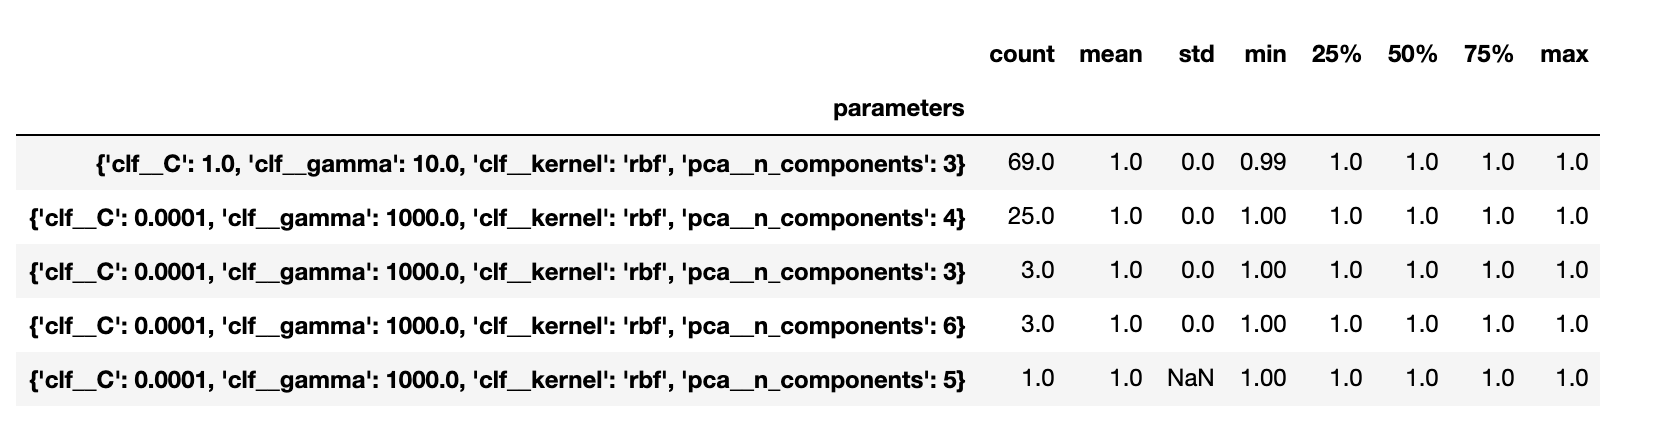 count mean std min 25% 50% 75% max
parameters
{'clf__C': 1.0, 'clf__gamma': 10.0, 'clf__kernel': 'rbf', 'pca__n_components': 3} 69.0 1.0 0.0 0.99 1.0 1.0 1.0 1.0
{'clf__C': 0.0001, 'clf__gamma': 1000.0, 'clf__kernel': 'rbf', 'pca__n_components': 4} 25.0 1.0 0.0 1.00 1.0 1.0 1.0 1.0
{'clf__C': 0.0001, 'clf__gamma': 1000.0, 'clf__kernel': 'rbf', 'pca__n_components': 3} 3.0 1.0 0.0 1.00 1.0 1.0 1.0 1.0
{'clf__C': 0.0001, 'clf__gamma': 1000.0, 'clf__kernel': 'rbf', 'pca__n_components': 6} 3.0 1.0 0.0 1.00 1.0 1.0 1.0 1.0
{'clf__C': 0.0001, 'clf__gamma': 1000.0, 'clf__kernel': 'rbf', 'pca__n_components': 5} 1.0 1.0 NaN 1.00 1.0 1.0 1.0 1.0